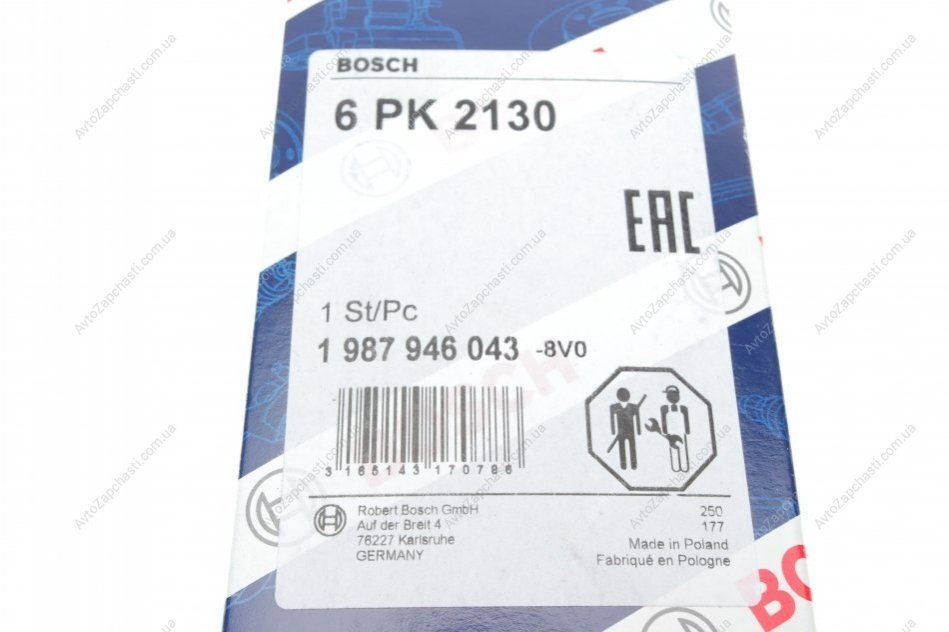 BOSCH
6 PK 2130
EAC
1 St/Pc
1 987 946 043 -8V0
3 165143 170786
Robert Bosch GmbH
Auf der Breit 4
76227 Karlsruhe
GERMANY
250
177
Made in Poland
Fabriqué en Pologne
BOSCH
AvtoZapchasti.com.ua